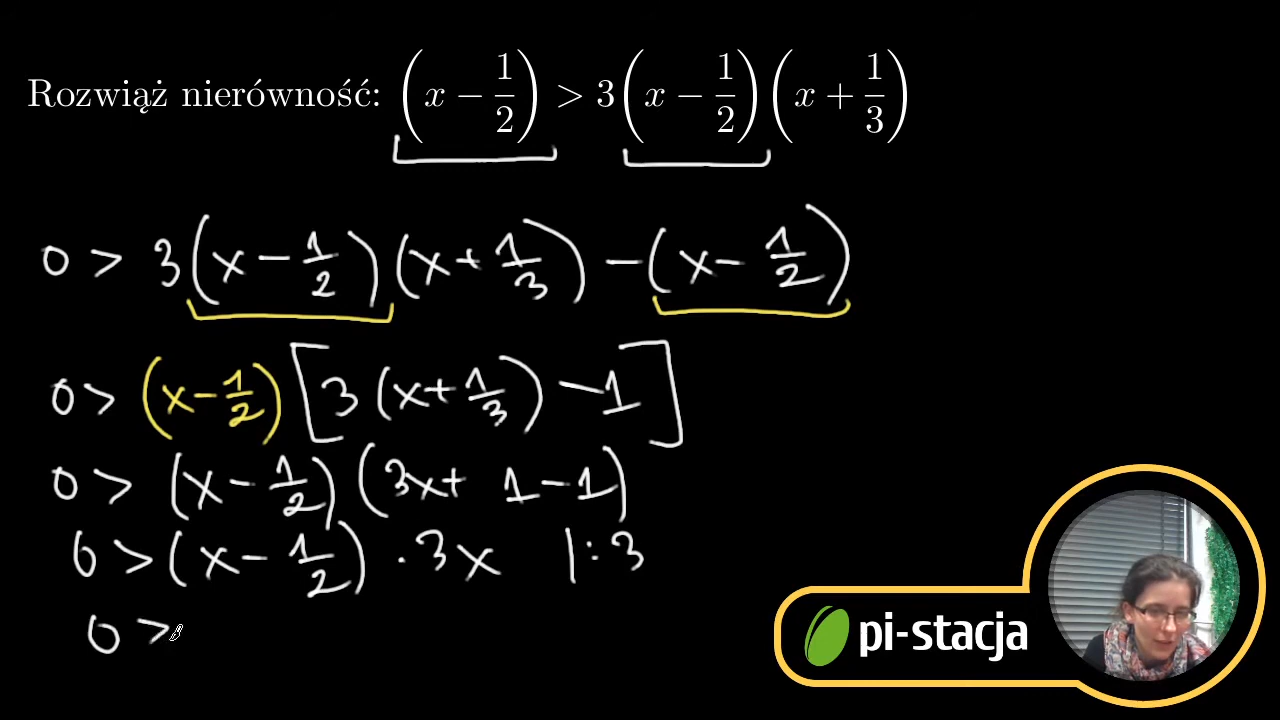 Rozwiąż nierówność: (x − 1/2) > 3(x − 1/2)(x + 1/3)
0 > 3(x − 1/2)(x + 1/3) − (x − 1/2)
0 > (x − 1/2)[3(x + 1/3) − 1]
0 > (x − 1/2)(3x + 1 − 1)
0 > (x − 1/2) · 3x |:3
0 >
pi-stacja